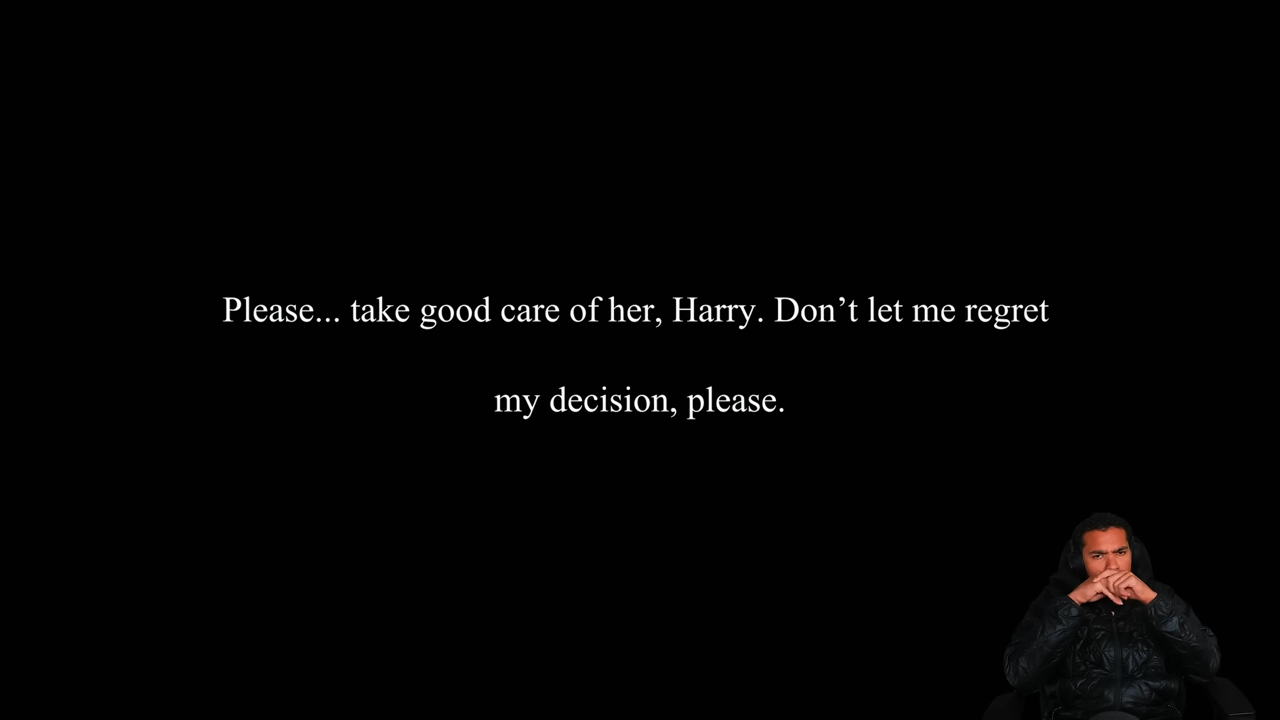 Please... take good care of her, Harry. Don’t let me regret
my decision, please.